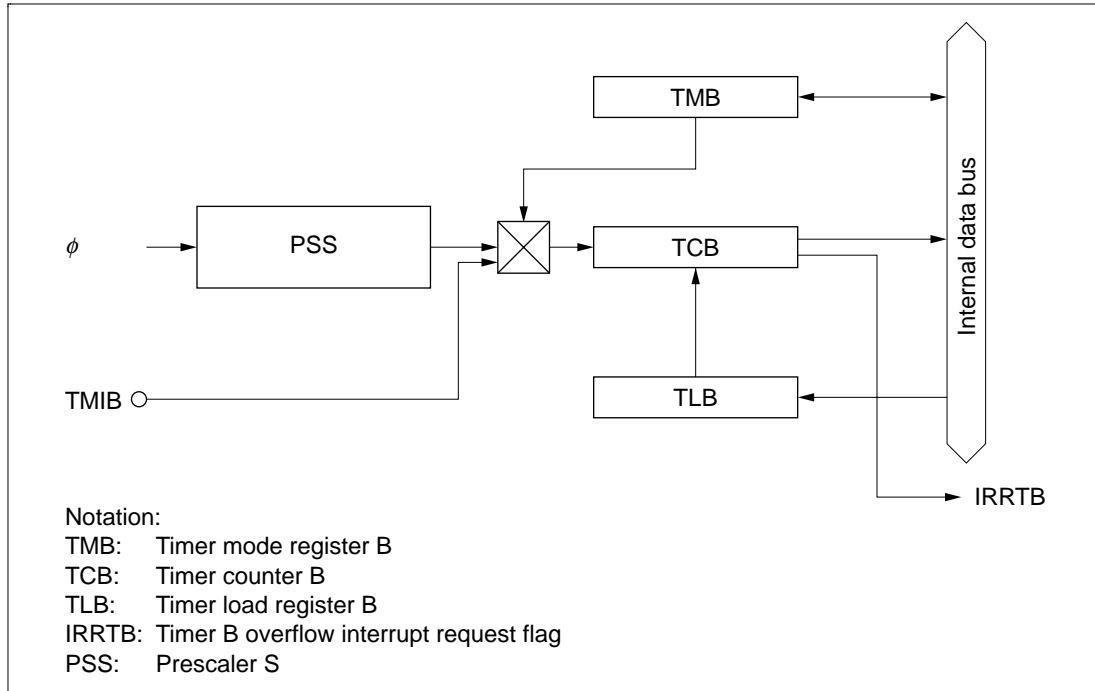 TMB
Internal data bus
ϕ
PSS
TCB
TMIB
TLB
IRRTB
Notation:
TMB: Timer mode register B
TCB: Timer counter B
TLB: Timer load register B
IRRTB: Timer B overflow interrupt request flag
PSS: Prescaler S